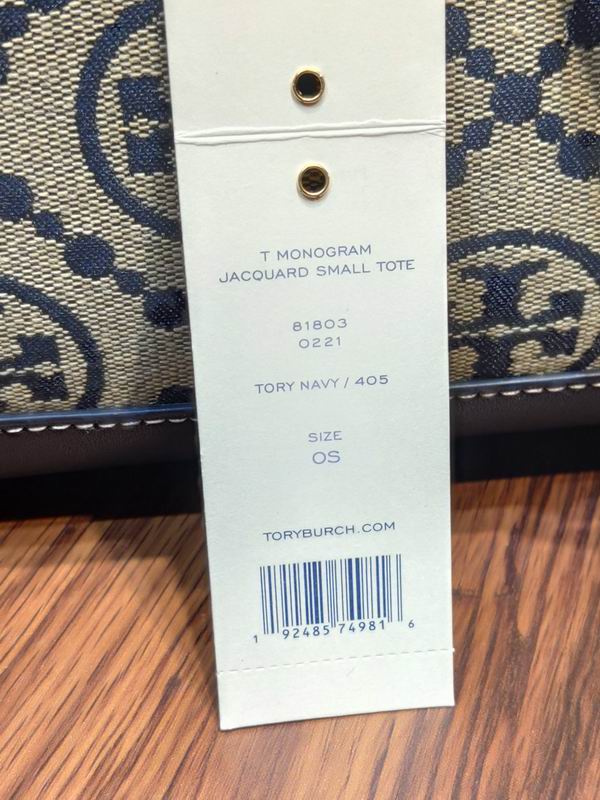 T MONOGRAM
JACQUARD SMALL TOTE
81803
0221
TORY NAVY / 405
SIZE
OS
TORYBURCH.COM
1 92485 74981 6